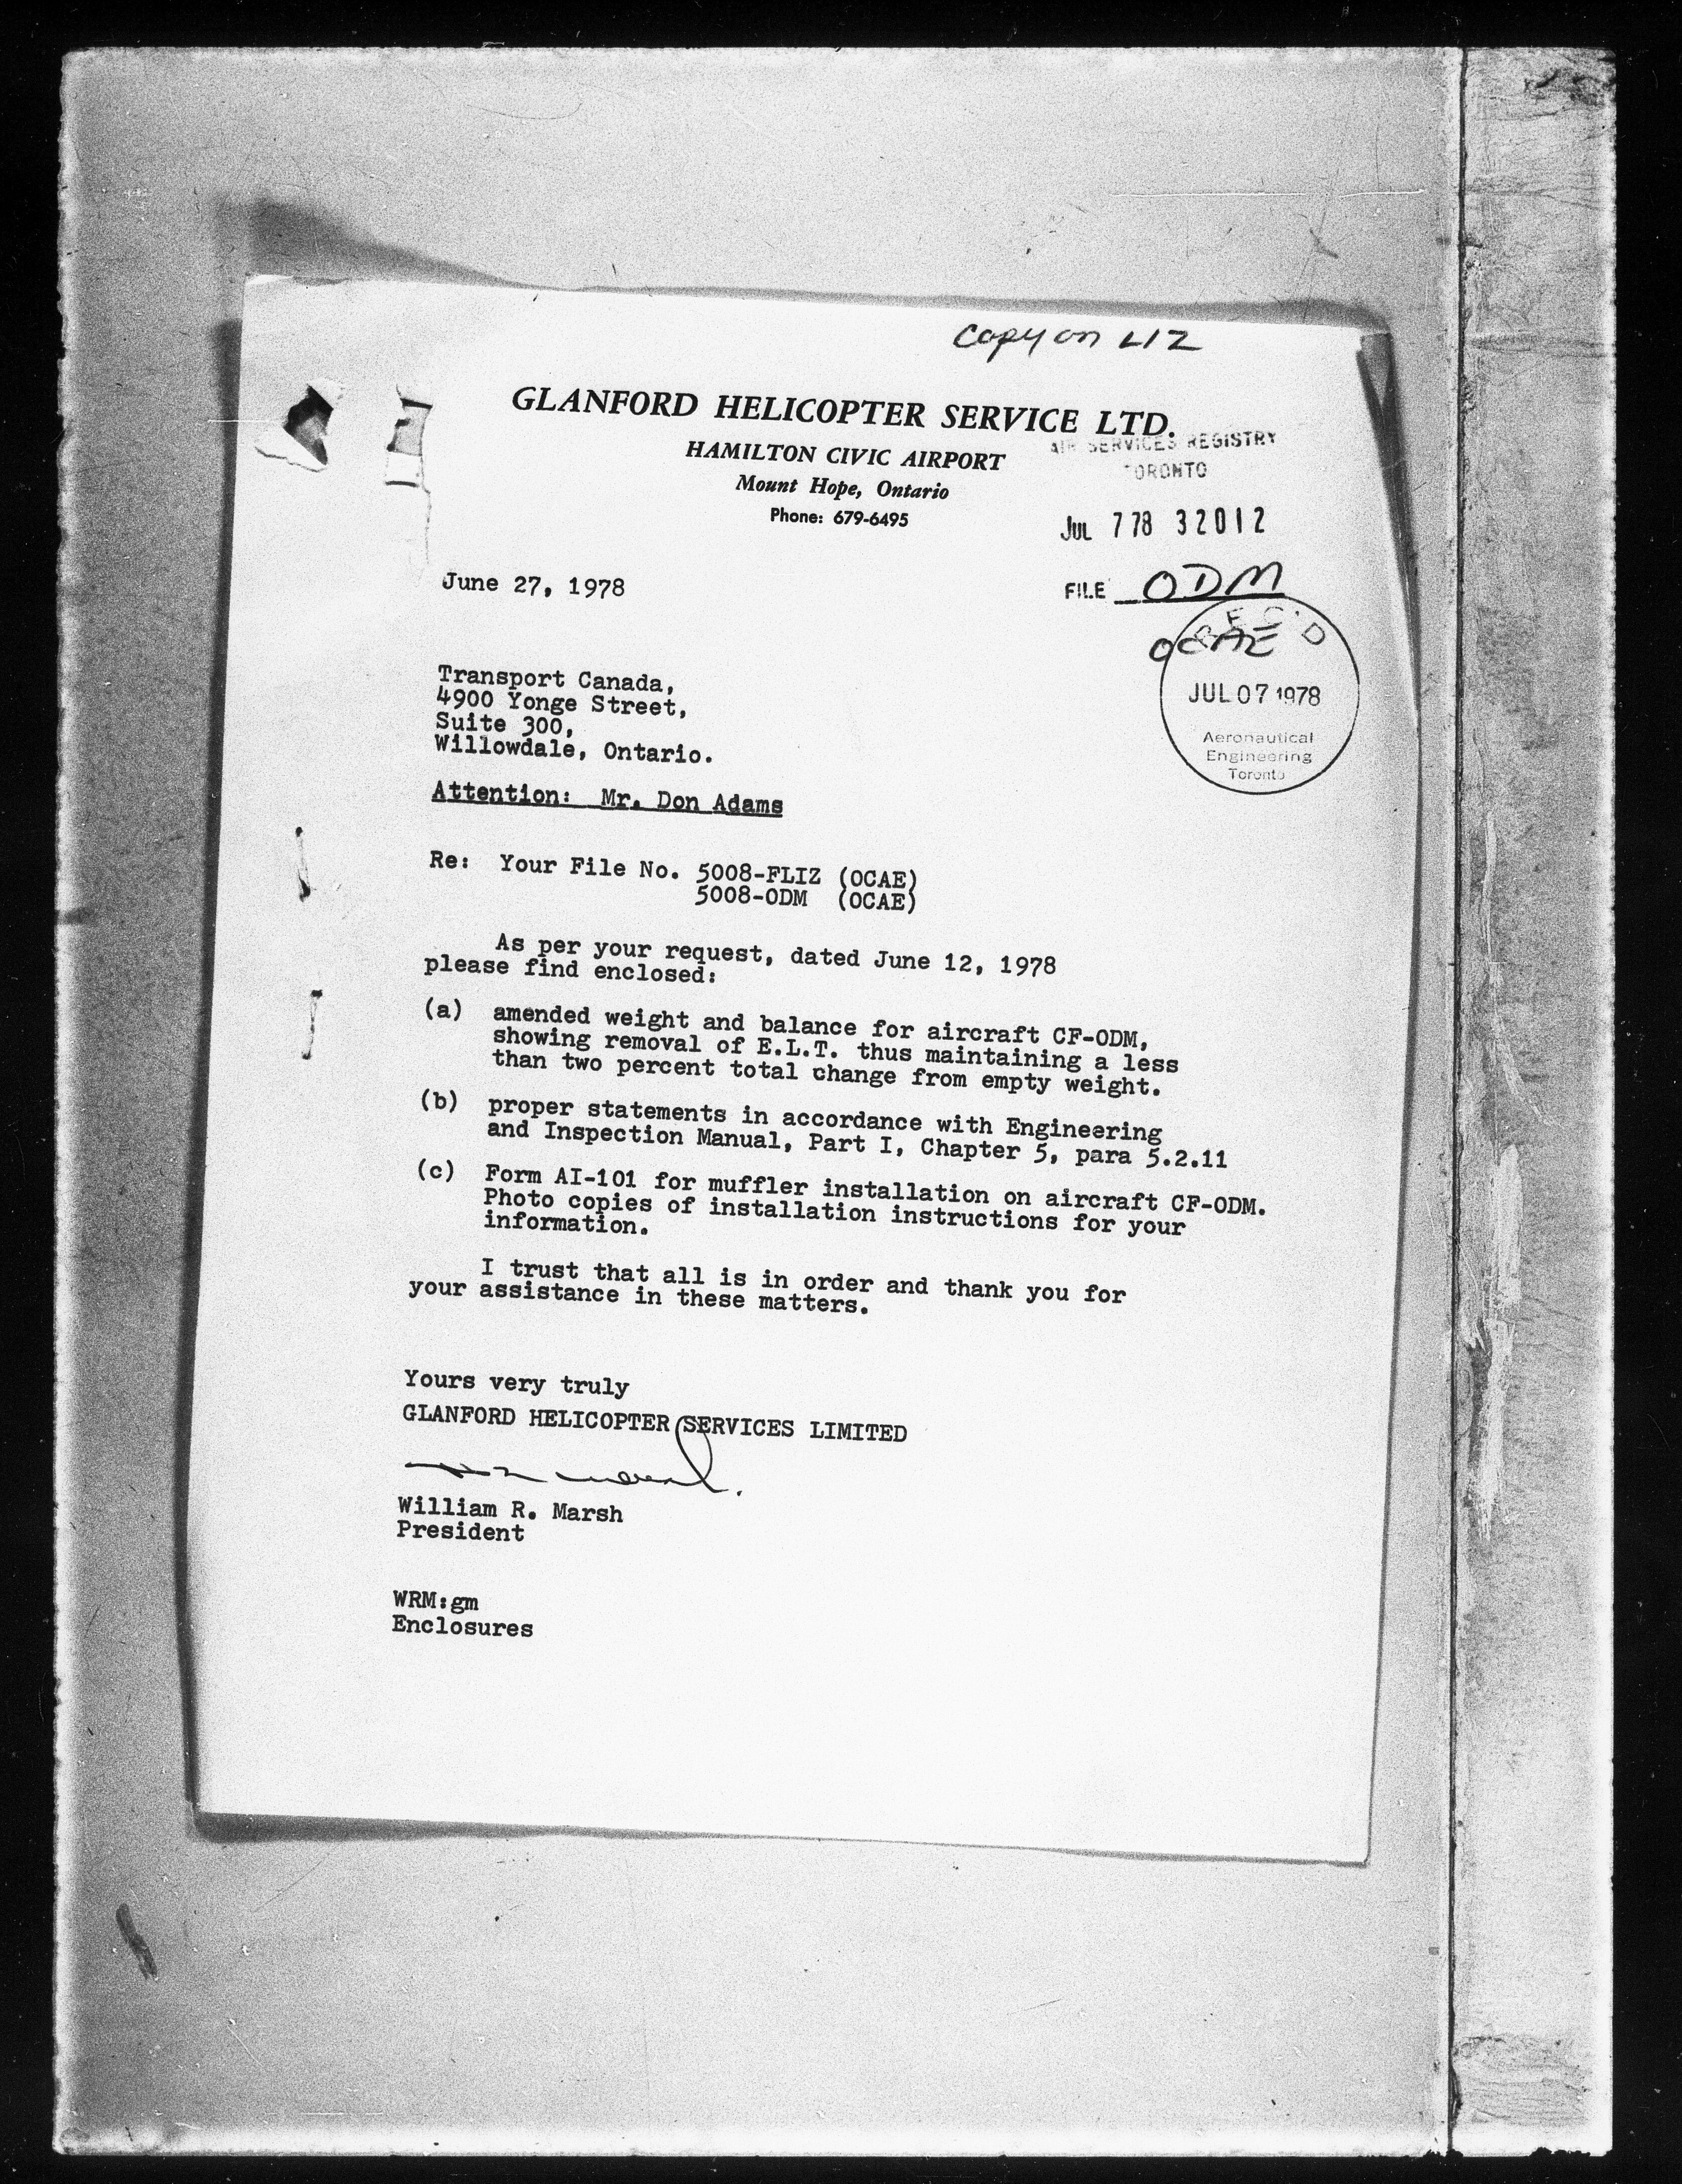 Copy on LIZ
GLANFORD HELICOPTER SERVICE LTD.
HAMILTON CIVIC AIRPORT
Mount Hope, Ontario
Phone: 679-6495
AIR SERVICES REGISTRY
TORONTO
JUL 7 78 32012
FILE ODM
OCAE
REC'D
JUL 07 1978
Aeronautical
Engineering
Toronto
June 27, 1978
Transport Canada,
4900 Yonge Street,
Suite 300,
Willowdale, Ontario.
Attention: Mr. Don Adams
Re: Your File No. 5008-FLIZ (OCAE)
5008-ODM (OCAE)
As per your request, dated June 12, 1978
please find enclosed:
(a) amended weight and balance for aircraft CF-ODM,
showing removal of E.L.T. thus maintaining a less
than two percent total change from empty weight.
(b) proper statements in accordance with Engineering
and Inspection Manual, Part I, Chapter 5, para 5.2.11
(c) Form AI-101 for muffler installation on aircraft CF-ODM.
Photo copies of installation instructions for your
information.
I trust that all is in order and thank you for
your assistance in these matters.
Yours very truly
GLANFORD HELICOPTER SERVICES LIMITED
William R. Marsh
President
WRM:gm
Enclosures